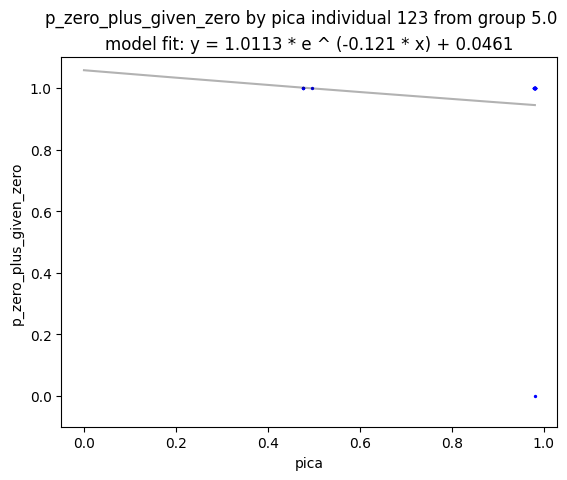 p_zero_plus_given_zero by pica individual 123 from group 5.0
model fit: y = 1.0113 * e ^ (-0.121 * x) + 0.0461
1.0
0.8
0.6
0.4
0.2
0.0
p_zero_plus_given_zero
0.0 0.2 0.4 0.6 0.8 1.0
pica